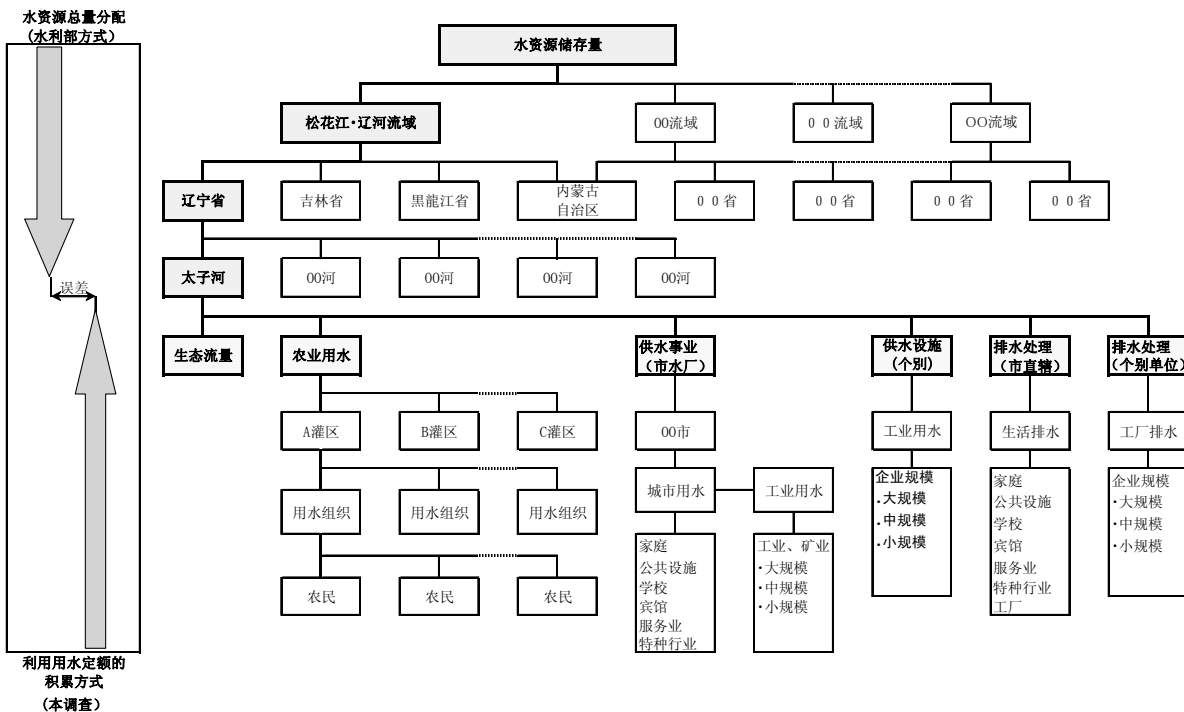 水资源总量分配
(水利部方式)
水资源储存量
松花江·辽河流域
00流域
0 0 流域
OO流域
辽宁省
吉林省
黒龍江省
内蒙古
自治区
0 0 省
0 0 省
0 0 省
0 0 省
太子河
00河
00河
00河
00河
误差
生态流量
农业用水
供水事业
（市水厂）
供水设施
(个別)
排水处理
（市直辖）
排水处理
（个别单位）
A灌区
B灌区
C灌区
00市
工业用水
生活排水
工厂排水
用水组织
用水组织
用水组织
城市用水
工业用水
企业规模
·大规模
·中规模
·小规模
家庭
公共设施
学校
宾馆
服务业
特种行业
工厂
企业规模
·大规模
·中规模
·小规模
农民
农民
农民
家庭
公共设施
学校
宾馆
服务业
特种行业
工业、矿业
·大规模
·中规模
·小规模
利用用水定额的
积累方式
（本调查）